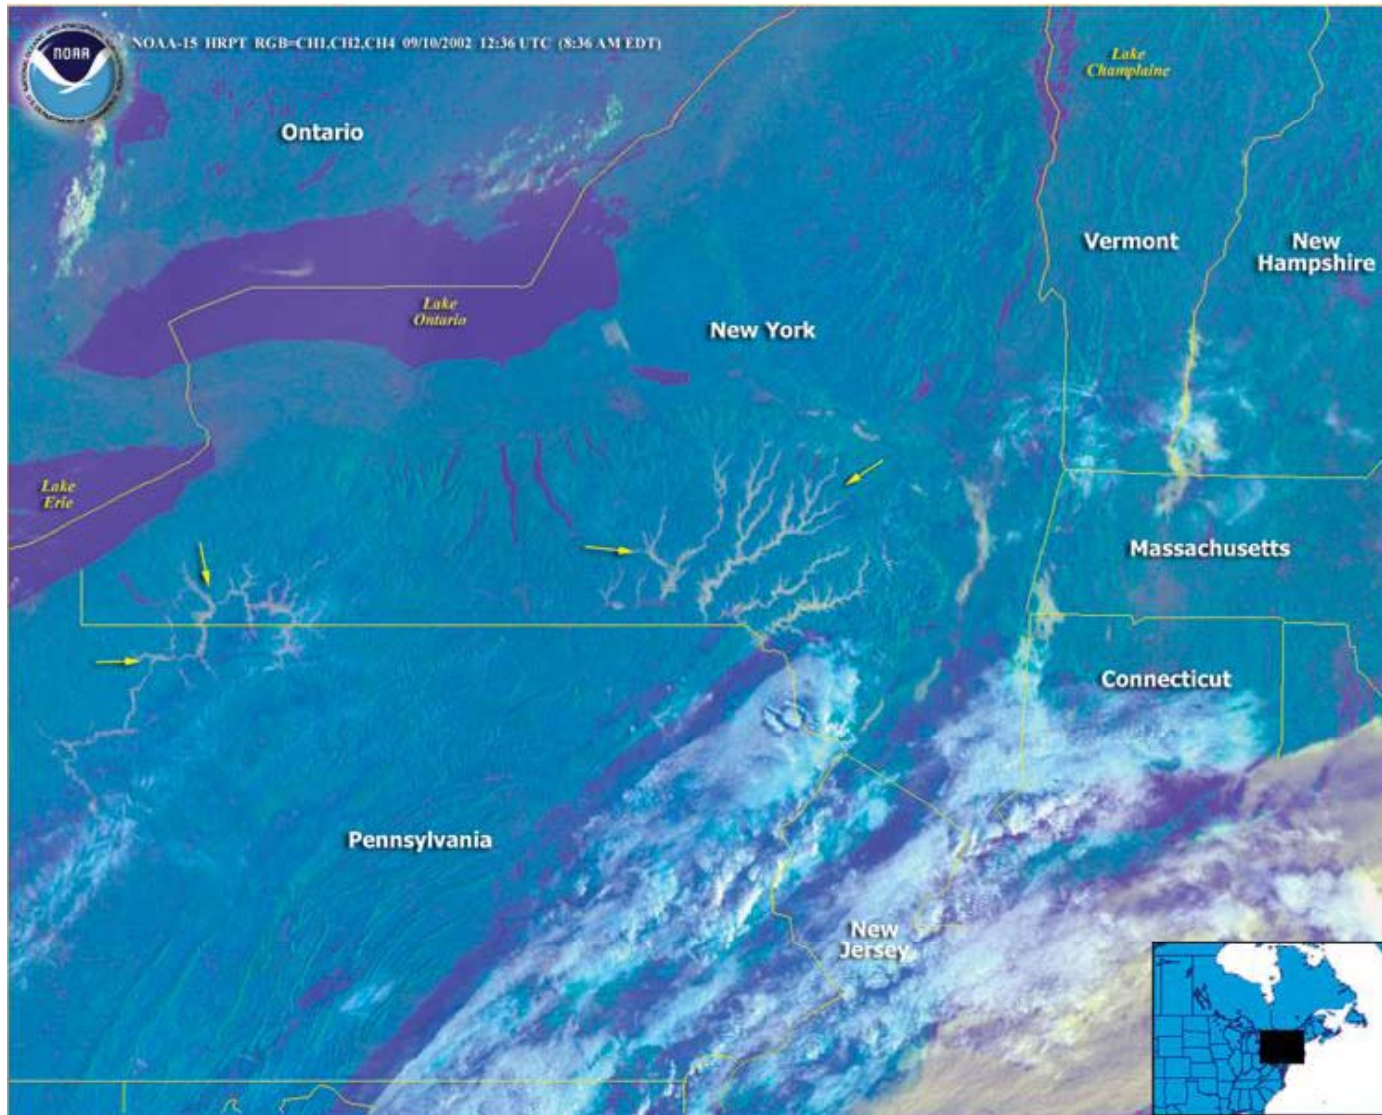 NOAA
NOAA-15 HRPT RGB=CH1,CH2,CH4 09/10/2002 12:36 UTC (8:36 AM EDT)
Lake
Champlaine
Ontario
Vermont
New
Hampshire
Lake
Ontario
New York
Lake
Erie
Massachusetts
Connecticut
Pennsylvania
New
Jersey